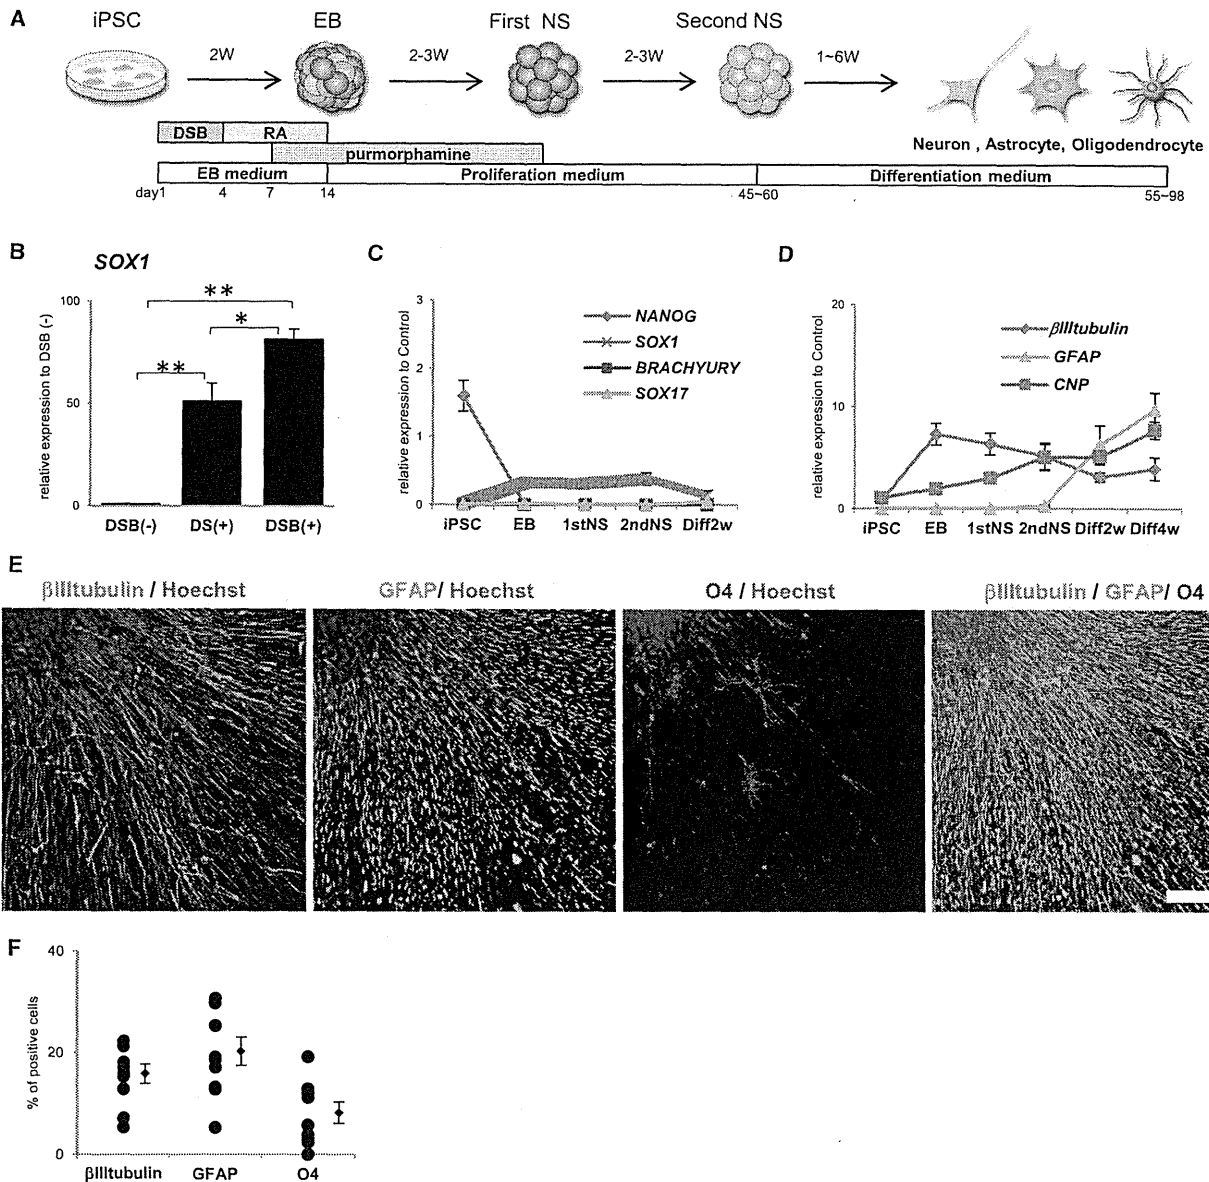 A
iPSC
EB
First NS
Second NS
2W
2-3W
2-3W
1~6W
Neuron , Astrocyte, Oligodendrocyte
DSB
RA
purmorphamine
EB medium
Proliferation medium
Differentiation medium
day1
4
7
14
45~60
55~98
B
SOX1
relative expression to DSB (-)
100
50
0
**
**
*
DSB(-)
DS(+)
DSB(+)
C
relative expression to Control
3
2
1
0
NANOG
SOX1
BRACHYURY
SOX17
iPSC
EB
1stNS
2ndNS
Diff2w
D
relative expression to Control
20
10
0
βIIItubulin
GFAP
CNP
iPSC
EB
1stNS
2ndNS
Diff2w
Diff4w
E
βIIItubulin / Hoechst
GFAP/ Hoechst
O4 / Hoechst
βIIItubulin / GFAP/ O4
F
% of positive cells
40
20
0
βIIItubulin
GFAP
O4